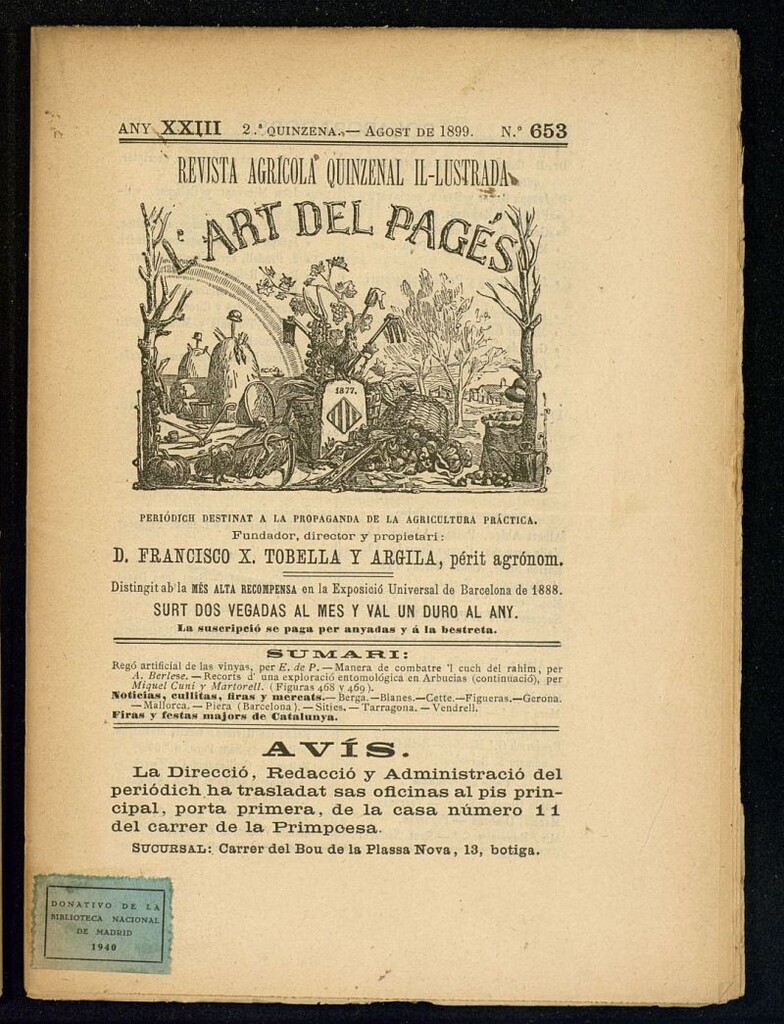 ANY XXIII 2.ª QUINZENA.— AGOST DE 1899. N.º 653
REVISTA AGRÍCOLA QUINZENAL IL-LUSTRADA
L'ART DEL PAGÉS
1877.
PERIÓDICH DESTINAT A LA PROPAGANDA DE LA AGRICULTURA PRÁCTICA.
Fundador, director y propietari:
D. FRANCISCO X. TOBELLA Y ARGILA, périt agrónom.
Distingit ab la MÉS ALTA RECOMPENSA en la Exposició Universal de Barcelona de 1888.
SURT DOS VEGADAS AL MES Y VAL UN DURO AL ANY.
La suscripció se paga per anyadas y á la bestreta.
SUMARI:
Regó artificial de las vinyas, per E. de P. — Manera de combatre 'l cuch del rahim, per
A. Berlese. — Recorts d' una exploració entomológica en Arbucias (continuació), per
Miquel Cuní y Martorell. (Figuras 468 y 469).
Noticias, cullitas, firas y mercats.— Berga. —Blanes.—Cette.—Figueras.—Gerona.
— Mallorca. — Piera (Barcelona). — Sitjes. — Tarragona. — Vendrell.
Firas y festas majors de Catalunya.
AVÍS.
La Direcció, Redacció y Administració del
periódich ha trasladat sas oficinas al pis prin-
cipal, porta primera, de la casa número 11
del carrer de la Primpcesa.
SUCURSAL: Carrer del Bou de la Plassa Nova, 13, botiga.
DONATIVO DE LA
BIBLIOTECA NACIONAL
DE MADRID
1940